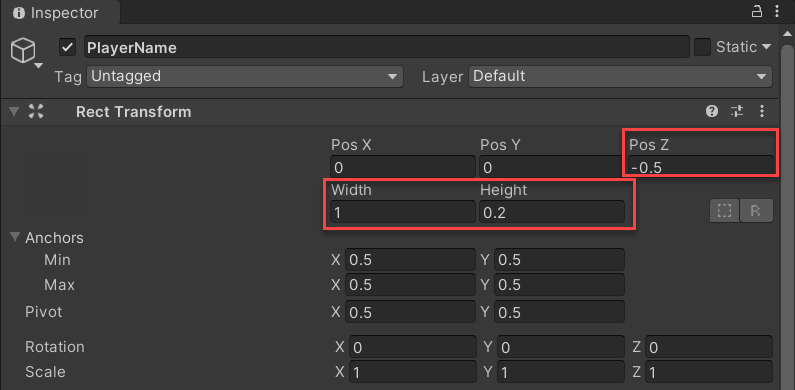 Inspector
PlayerName
Static
Tag Untagged Layer Default
Rect Transform
Pos X Pos Y Pos Z
0 0 -0.5
Width Height
1 0.2
R
Anchors
Min X 0.5 Y 0.5
Max X 0.5 Y 0.5
Pivot X 0.5 Y 0.5
Rotation X 0 Y 0 Z 0
Scale X 1 Y 1 Z 1